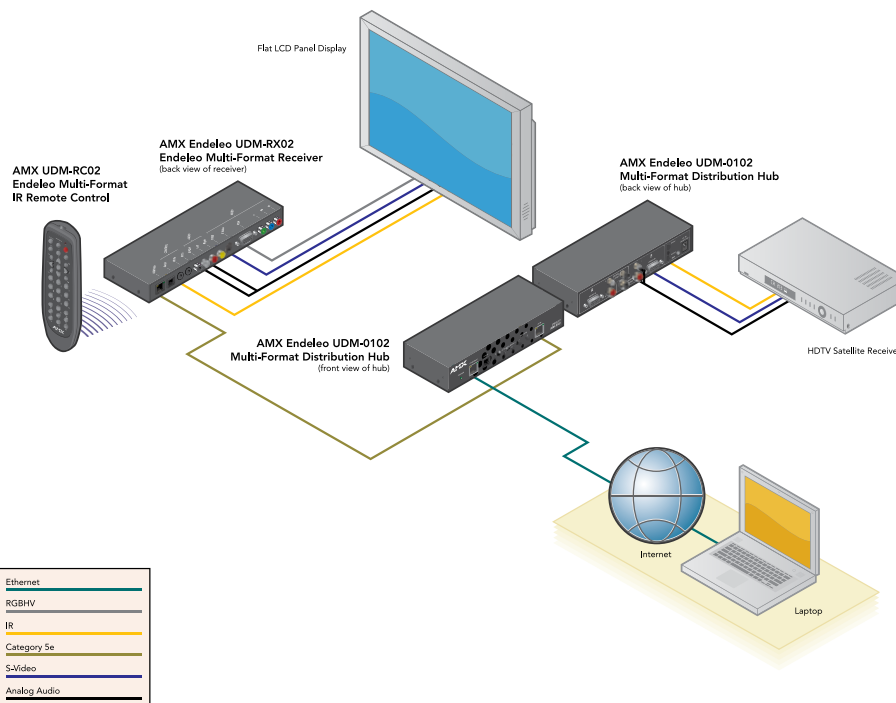 Flat LCD Panel Display
AMX Endeleo UDM-RX02
Endeleo Multi-Format Receiver
(back view of receiver)
AMX UDM-RC02
Endeleo Multi-Format
IR Remote Control
AMX Endeleo UDM-0102
Multi-Format Distribution Hub
(back view of hub)
AMX
HDTV Satellite Receive
AMX Endeleo UDM-0102
Multi-Format Distribution Hub
(front view of hub)
AMX
Internet
Laptop
Ethernet
RGBHV
IR
Category 5e
S-Video
Analog Audio